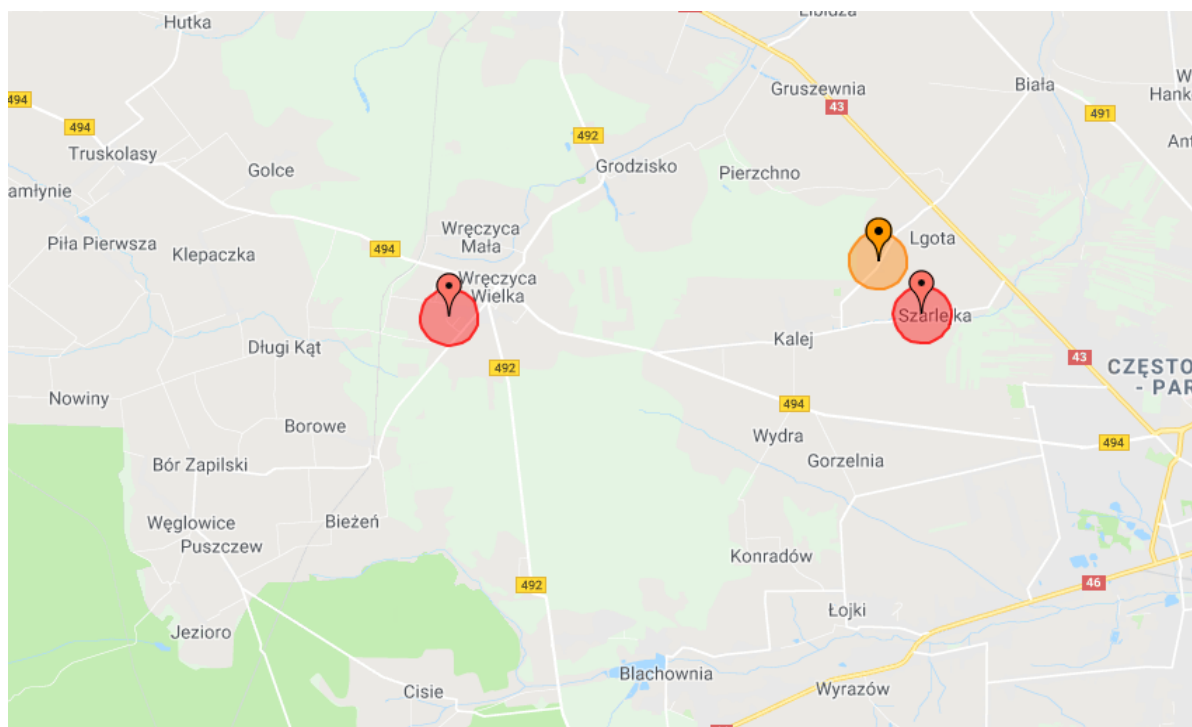 Hutka
Libidza
43
Gruszewnia
Biała
494
43
491
494
492
Truskolasy
Golce
Grodzisko
Pierzchno
Piła Pierwsza
Klepaczka
494
Wręczyca
Mała
Wręczyca
Wielka
Lgota
Szarlejka
Kalej
Długi Kąt
492
43
Nowiny
494
Borowe
Wydra
494
Bór Zapilski
Gorzelnia
Węglowice
Puszczew
Bieżeń
Konradów
492
46
Łojki
Jezioro
Blachownia
Cisie
Wyrazów